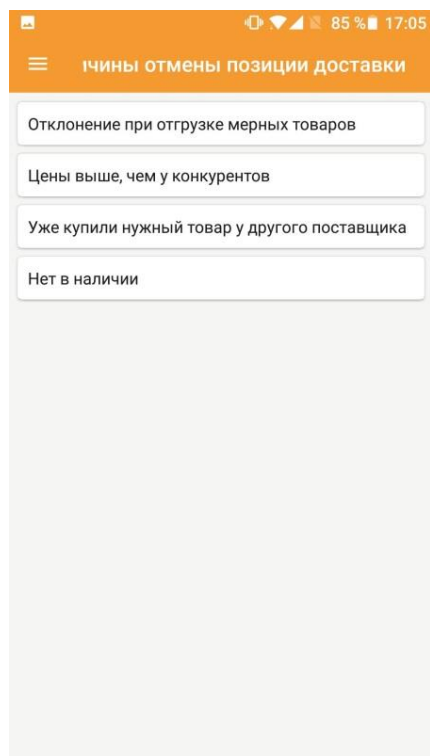 85 % 17:05
чины отмены позиции доставки
Отклонение при отгрузке мерных товаров
Цены выше, чем у конкурентов
Уже купили нужный товар у другого поставщика
Нет в наличии